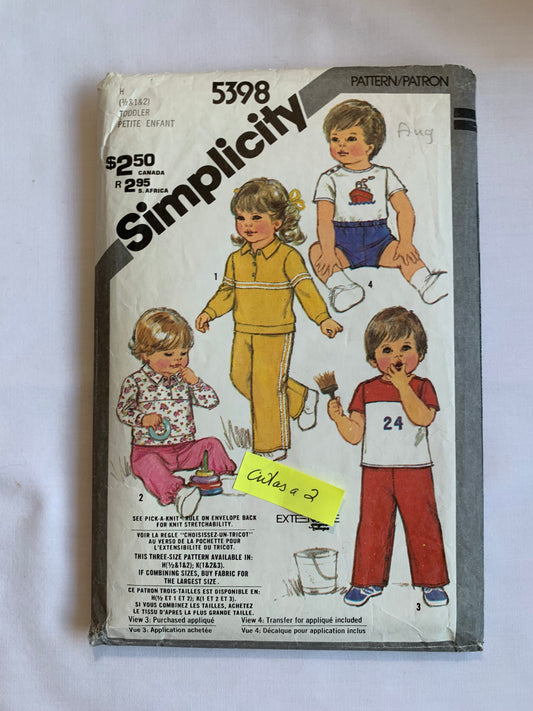 H
(½&1&2)
TODDLER
PETITE ENFANT
5398
PATTERN/PATRON
$2.50
CANADA
R 2.95
S. AFRICA
Simplicity
Aug
1
4
24
2
Cut as a 2
SEE PICK-A-KNIT® RULE ON ENVELOPE BACK
FOR KNIT STRETCHABILITY.
VOIR LA REGLE "CHOISISSEZ-UN-TRICOT"
AU VERSO DE LA POCHETTE POUR
L'EXTENSIBILITE DU TRICOT.
THIS THREE-SIZE PATTERN AVAILABLE IN:
H(½&1&2); K(1&2&3).
IF COMBINING SIZES, BUY FABRIC FOR
THE LARGEST SIZE.
CE PATRON TROIS-TAILLES EST DISPONIBLE EN:
H(½ ET 1 ET 2); K(1 ET 2 ET 3).
SI VOUS COMBINEZ LES TAILLES, ACHETEZ
LE TISSU D'APRES LA PLUS GRANDE TAILLE.
3
View 3: Purchased appliqué
Vue 3: Application achetée
View 4: Transfer for appliqué included
Vue 4: Décalque pour application inclus